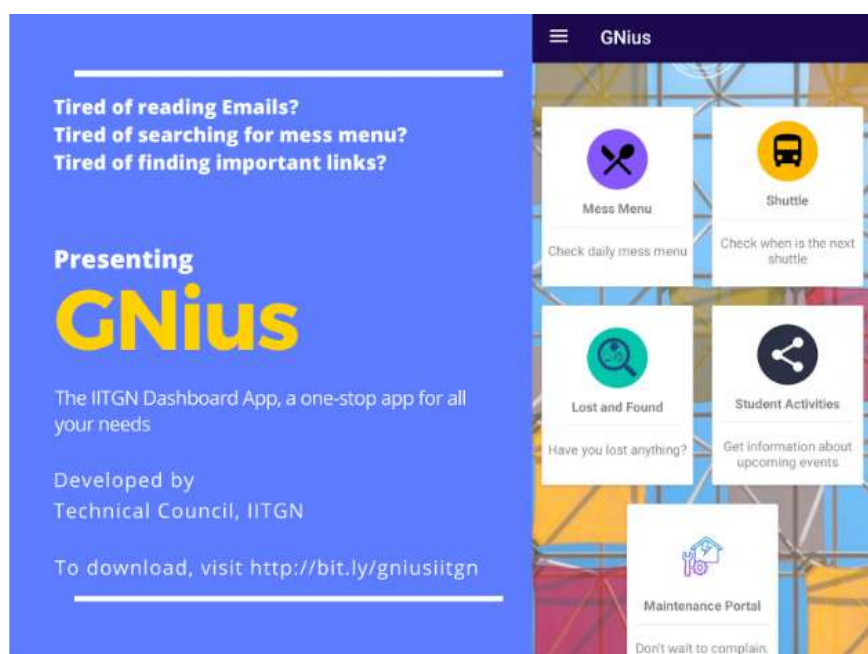 Tired of reading Emails?
Tired of searching for mess menu?
Tired of finding important links?
Presenting
GNius
The IITGN Dashboard App, a one-stop app for all
your needs
Developed by
Technical Council, IITGN
To download, visit http://bit.ly/gniusiitgn
GNius
Mess Menu
Check daily mess menu
Shuttle
Check when is the next
shuttle
Lost and Found
Have you lost anything?
Student Activities
Get information about
upcoming events
Maintenance Portal
Don't wait to complain.